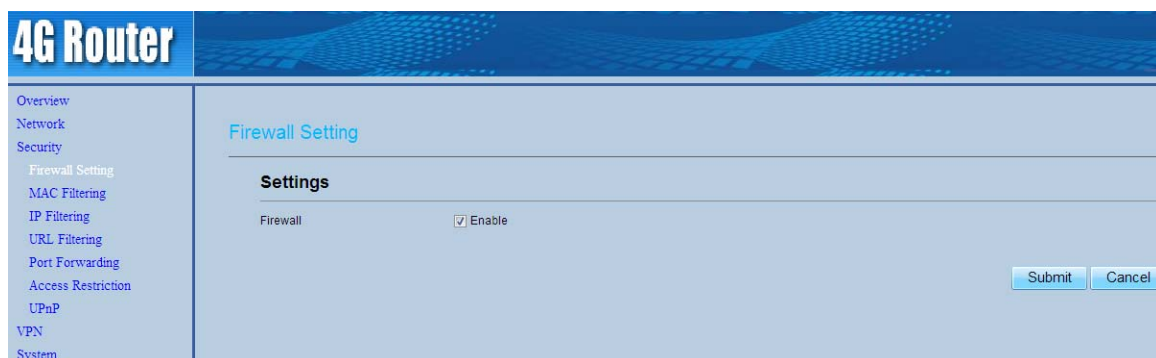 4G Router
Overview
Network
Security
Firewall Setting
MAC Filtering
IP Filtering
URL Filtering
Port Forwarding
Access Restriction
UPnP
VPN
System
Firewall Setting
Settings
Firewall Enable
Submit Cancel